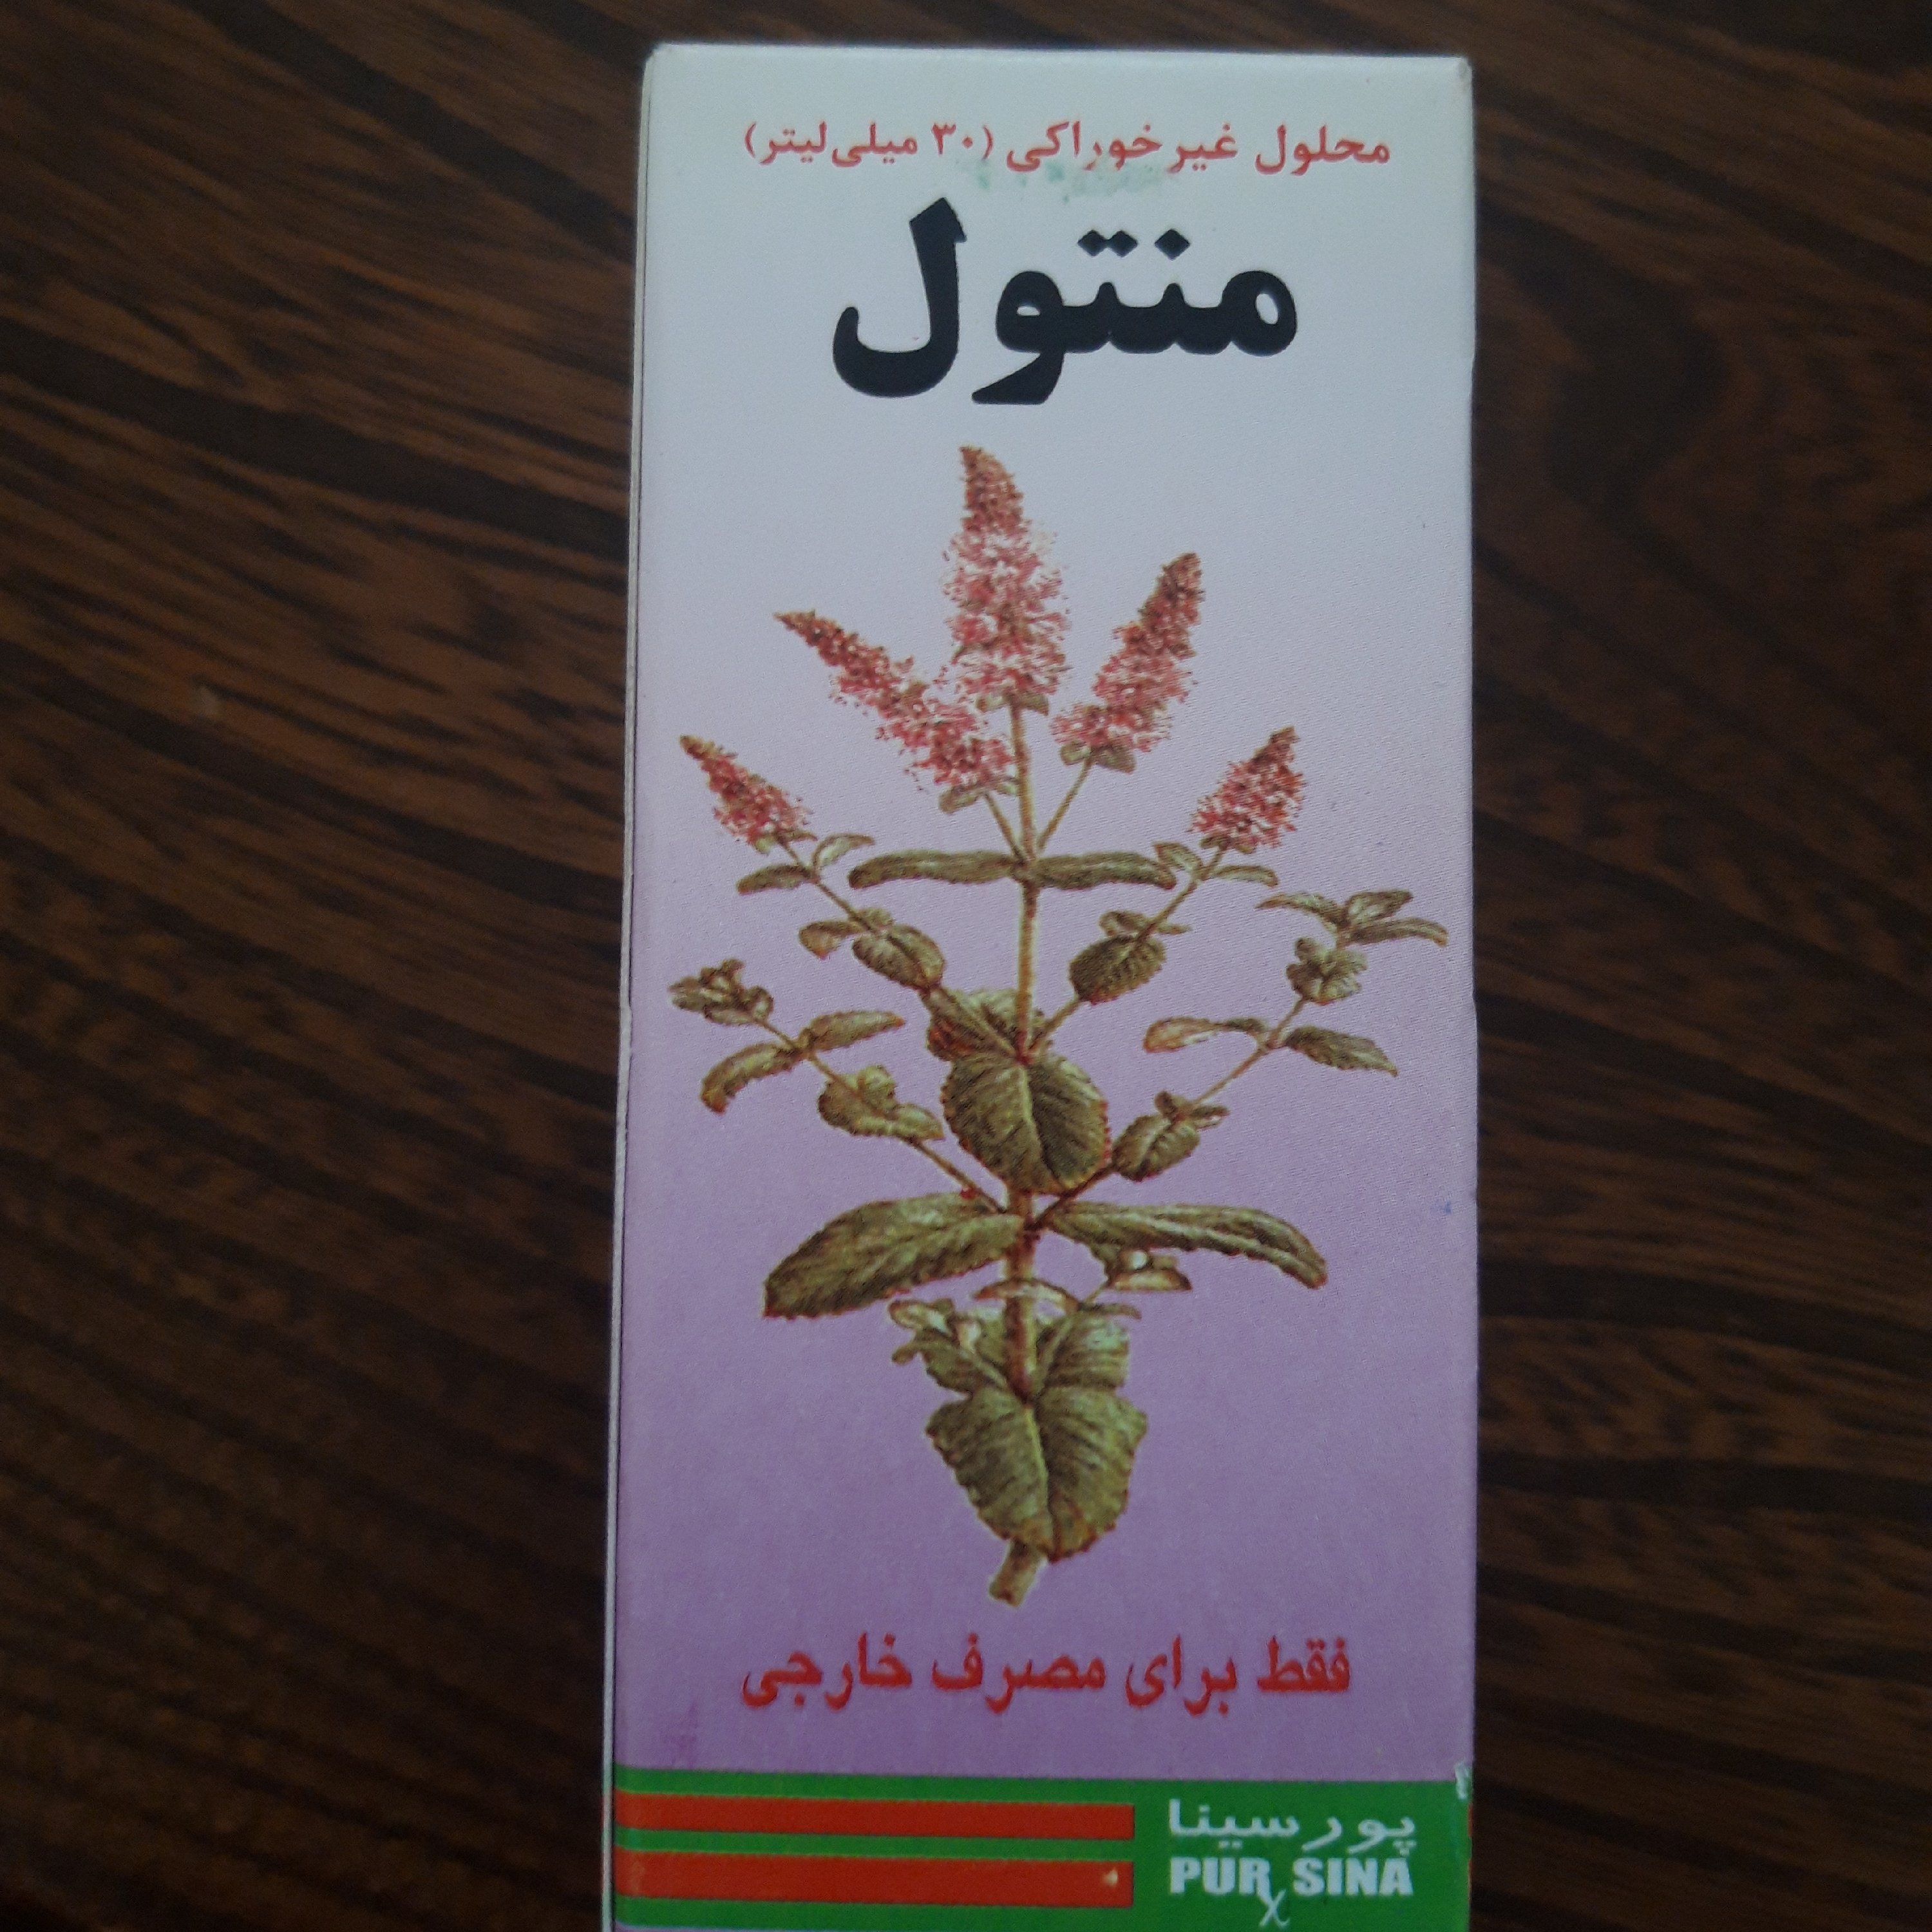 محلول غیرخوراکی (۳۰ میلی‌لیتر)
منتول
فقط برای مصرف خارجی
پورسینا
PUR SINA
x